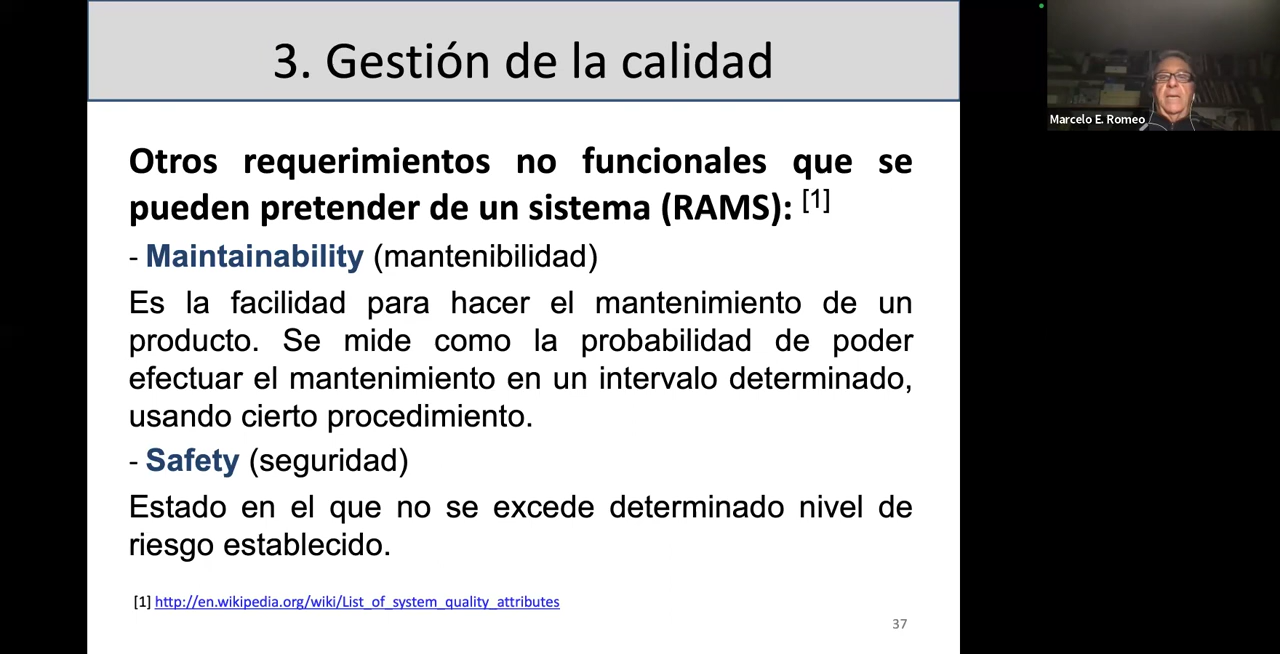 3. Gestión de la calidad
Marcelo E. Romeo
Otros requerimientos no funcionales que se
pueden pretender de un sistema (RAMS): [1]
- Maintainability (mantenibilidad)
Es la facilidad para hacer el mantenimiento de un
producto. Se mide como la probabilidad de poder
efectuar el mantenimiento en un intervalo determinado,
usando cierto procedimiento.
- Safety (seguridad)
Estado en el que no se excede determinado nivel de
riesgo establecido.
[1] http://en.wikipedia.org/wiki/List_of_system_quality_attributes
37